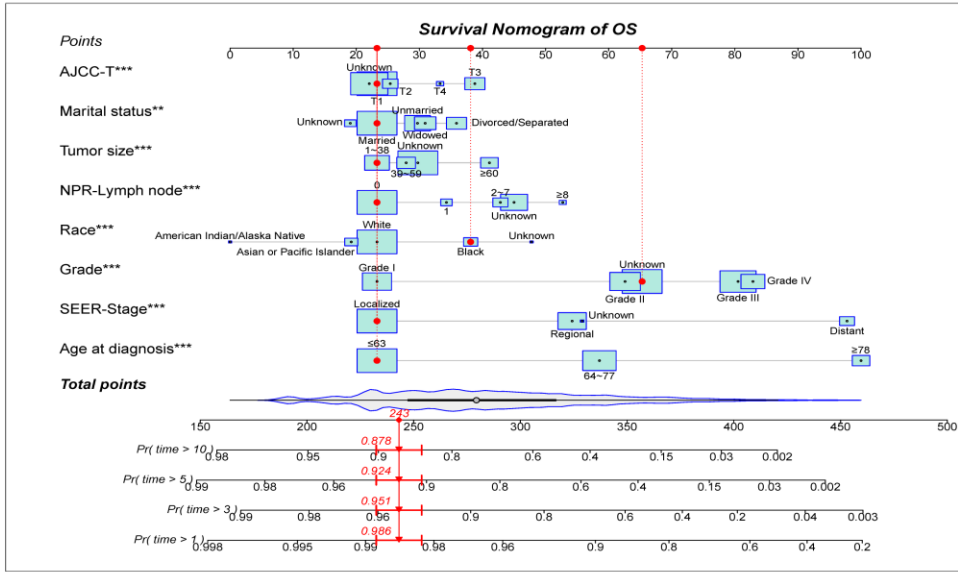 Survival Nomogram of OS
Points
0 10 20 30 40 50 60 70 80 90 100
AJCC-T***
Unknown T3
T1 T2 T4
Marital status**
Unmarried
Unknown Divorced/Separated
Married Widowed
Tumor size***
1~38 Unknown
39~59 ≥60
NPR-Lymph node***
0 2~7 ≥8
1 Unknown
Race***
White
American Indian/Alaska Native Unknown
Asian or Pacific Islander Black
Grade***
Grade I Unknown
Grade IV
Grade II Grade III
SEER-Stage***
Localized Unknown
Regional Distant
Age at diagnosis***
≤63 ≥78
64~77
Total points
243
150 200 250 300 350 400 450 500
0.878
Pr( time > 10)
0.98 0.95 0.9 0.8 0.6 0.4 0.15 0.03 0.002
0.924
Pr( time > 5)
0.99 0.98 0.96 0.9 0.8 0.6 0.4 0.15 0.03 0.002
0.951
Pr( time > 3)
0.99 0.98 0.96 0.9 0.8 0.6 0.4 0.2 0.04 0.003
0.986
Pr( time > 1)
0.998 0.995 0.99 0.98 0.96 0.9 0.8 0.6 0.4 0.2